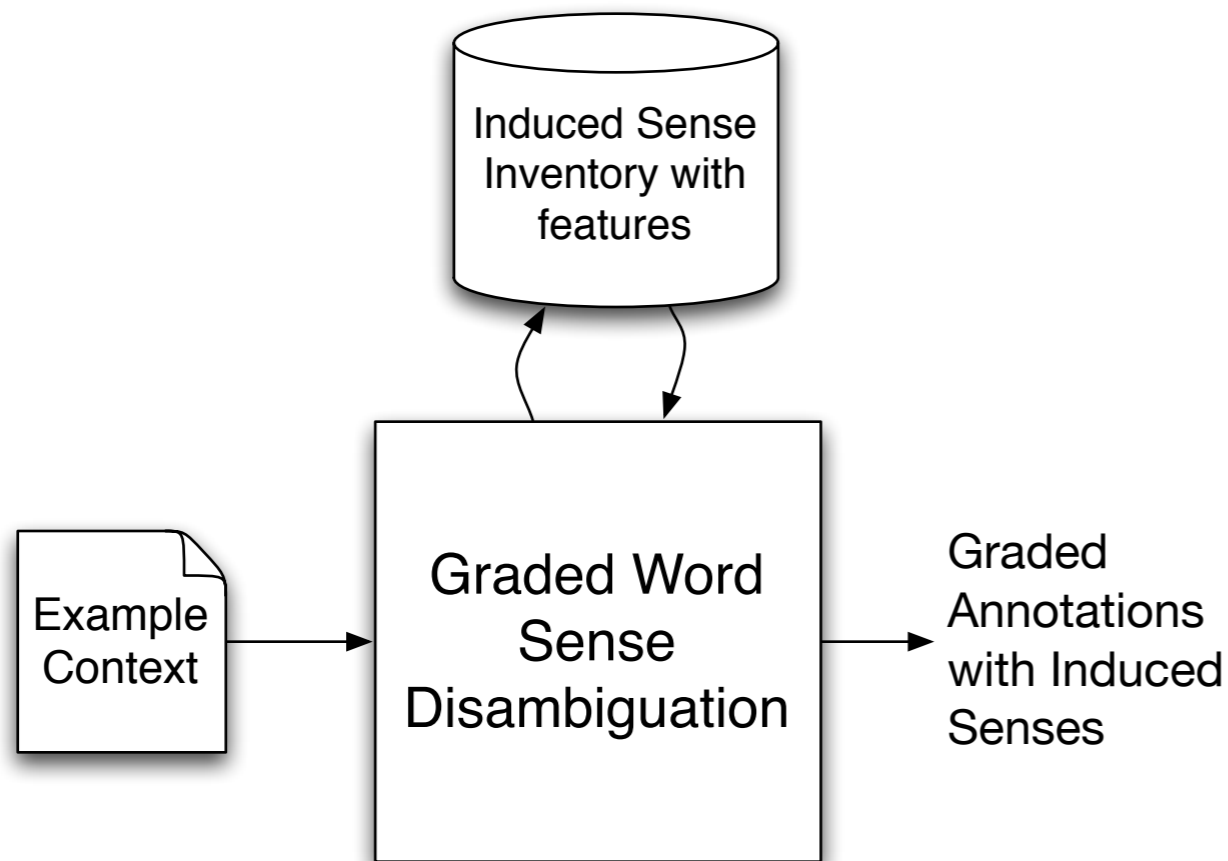 Induced Sense
Inventory with
features
Example
Context
Graded Word
Sense
Disambiguation
Graded
Annotations
with Induced
Senses